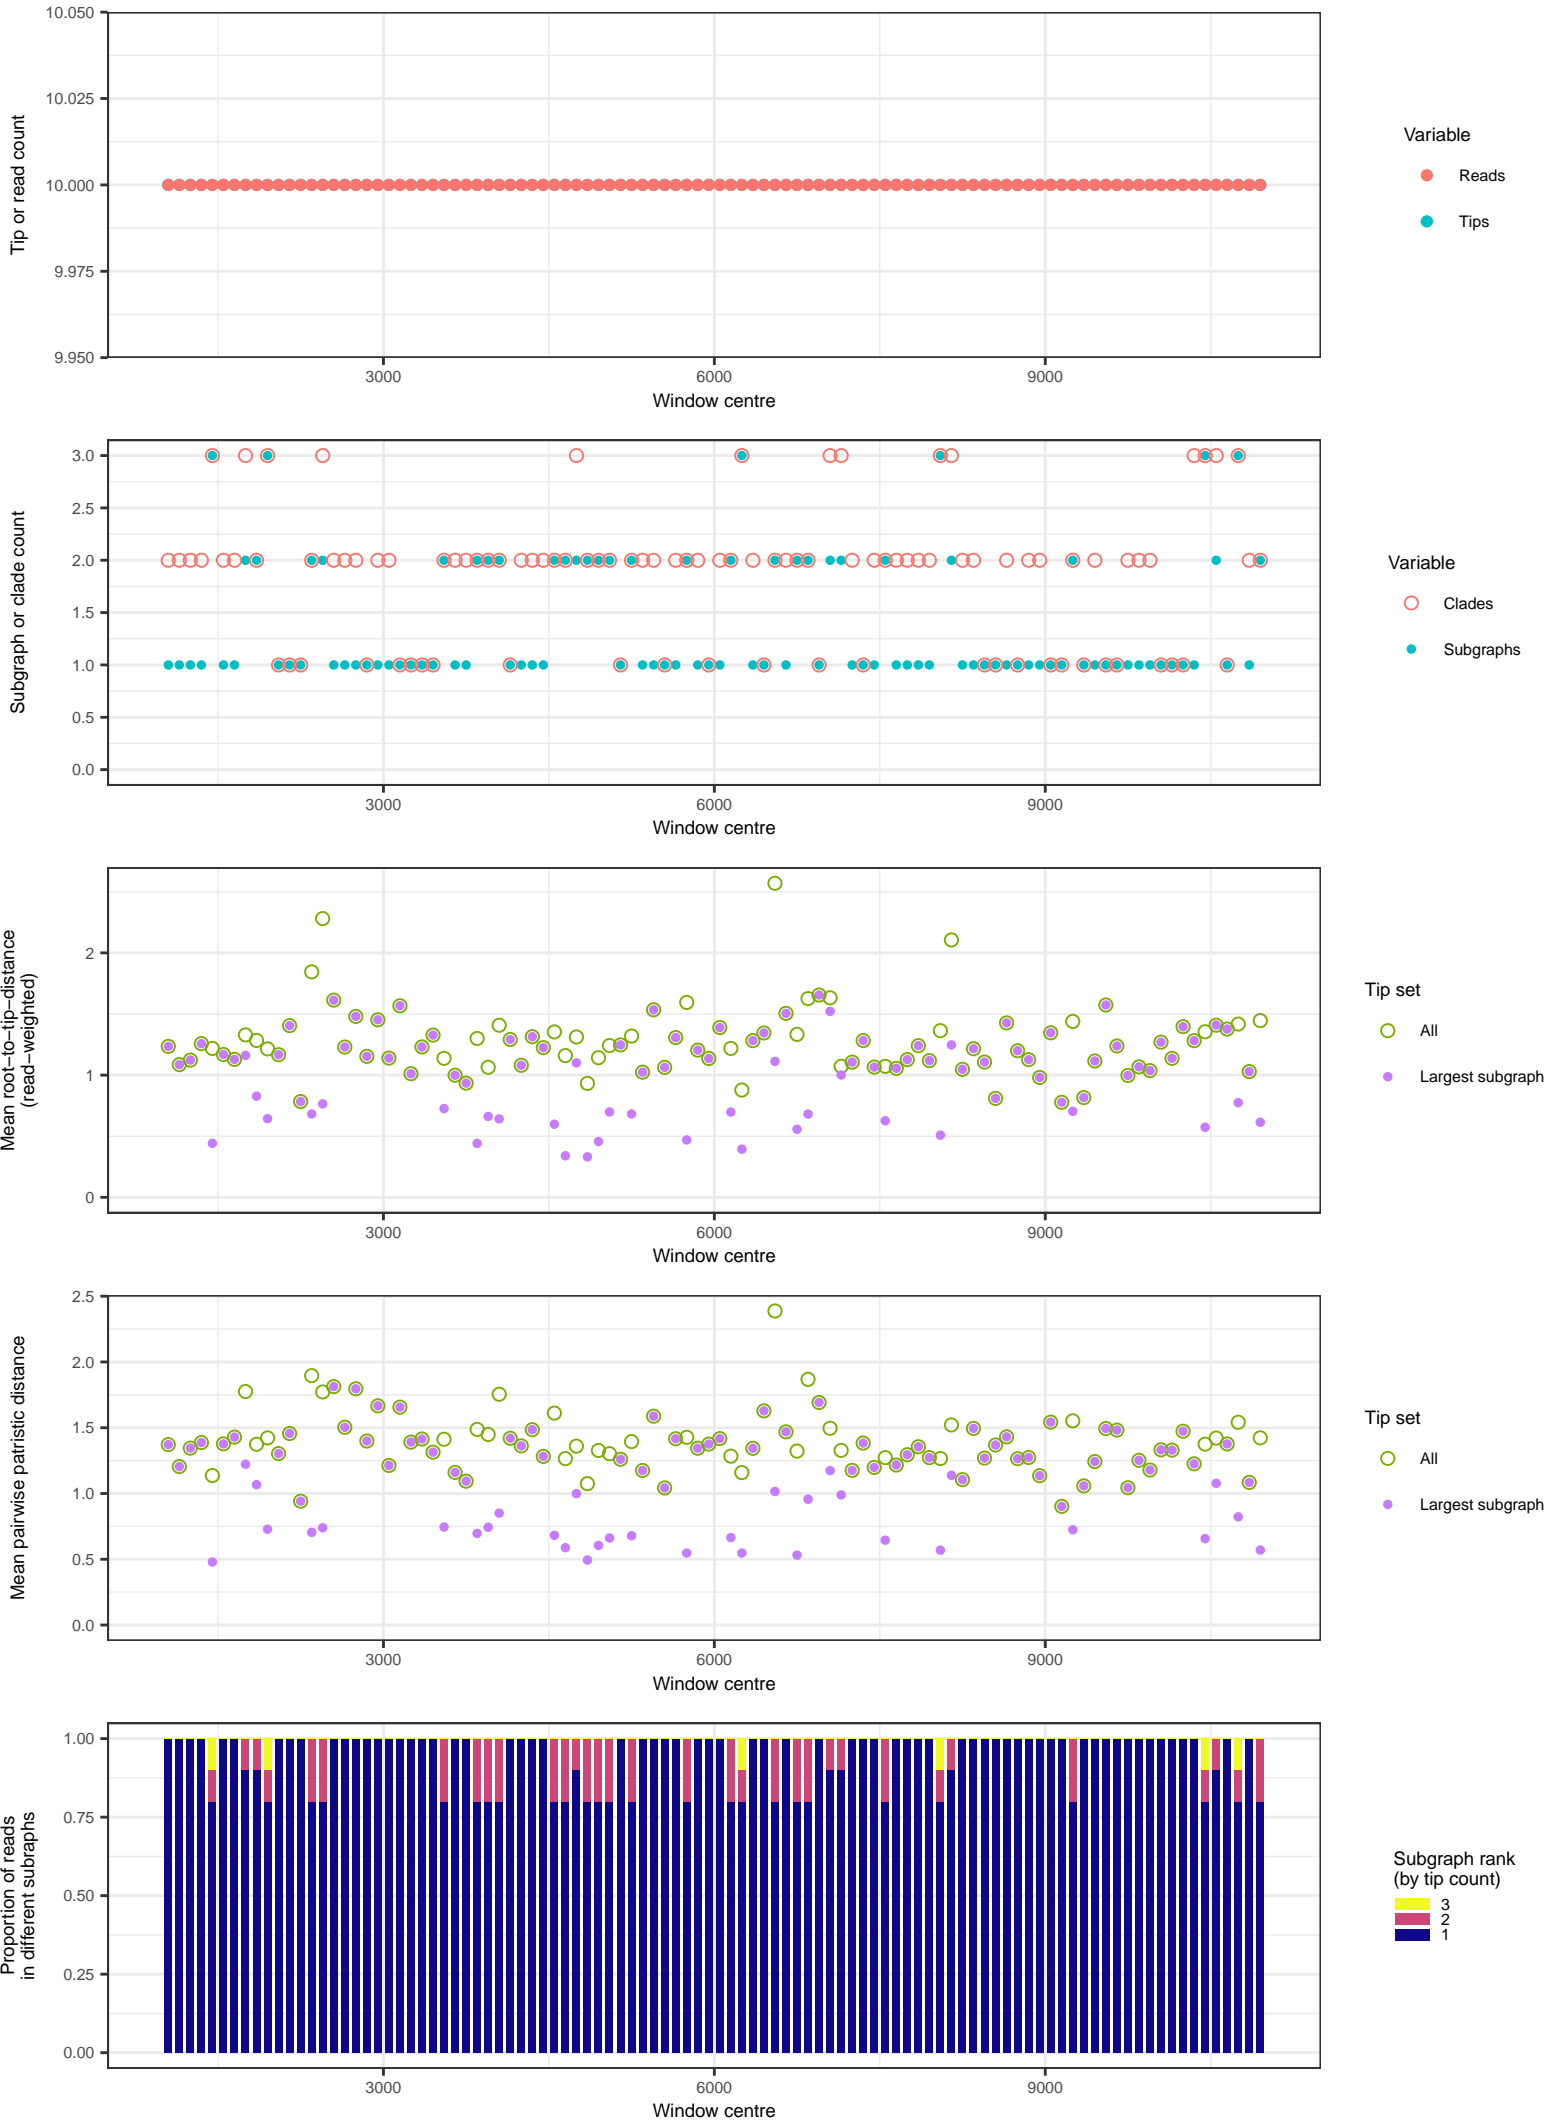 Tip or read count
10.050
10.025
10.000
9.975
9.950
3000 6000 9000
Window centre
Variable
Reads
Tips
Subgraph or clade count
3.0
2.5
2.0
1.5
1.0
0.5
0.0
3000 6000 9000
Window centre
Variable
Clades
Subgraphs
Mean root−to−tip−distance
(read−weighted)
2
1
0
3000 6000 9000
Window centre
Tip set
All
Largest subgraph
Mean pairwise patristic distance
2.5
2.0
1.5
1.0
0.5
0.0
3000 6000 9000
Window centre
Tip set
All
Largest subgraph
Proportion of reads
in different subraphs
1.00
0.75
0.50
0.25
0.00
3000 6000 9000
Window centre
Subgraph rank
(by tip count)
3
2
1